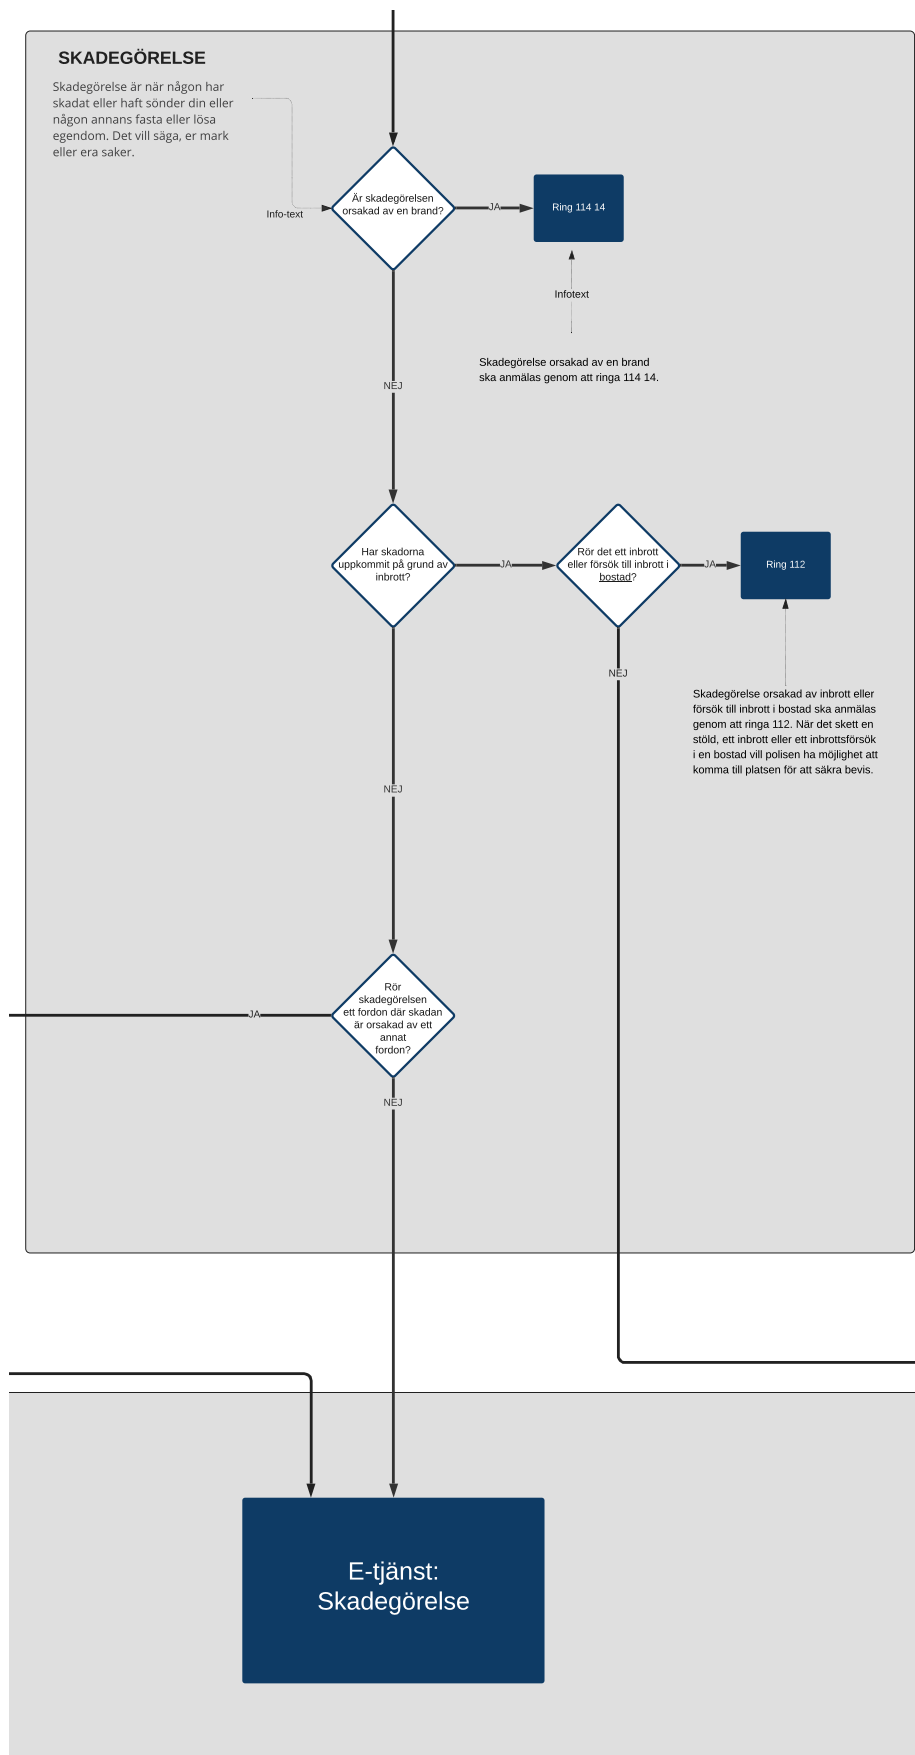 SKADEGÖRELSE
Skadegörelse är när någon har
skadat eller haft sönder din eller
någon annans fasta eller lösa
egendom. Det vill säga, er mark
eller era saker.
Info-text
Är skadegörelsen
orsakad av en brand?
JA
Ring 114 14
Infotext
Skadegörelse orsakad av en brand
ska anmälas genom att ringa 114 14.
NEJ
Har skadorna
uppkommit på grund av
inbrott?
JA
Rör det ett inbrott
eller försök till inbrott i
bostad?
JA
Ring 112
NEJ
Skadegörelse orsakad av inbrott eller
försök till inbrott i bostad ska anmälas
genom att ringa 112. När det skett en
stöld, ett inbrott eller ett inbrottsförsök
i en bostad vill polisen ha möjlighet att
komma till platsen för att säkra bevis.
NEJ
Rör
skadegörelsen
ett fordon där skadan
är orsakad av ett
annat
fordon?
JA
NEJ
E-tjänst:
Skadegörelse